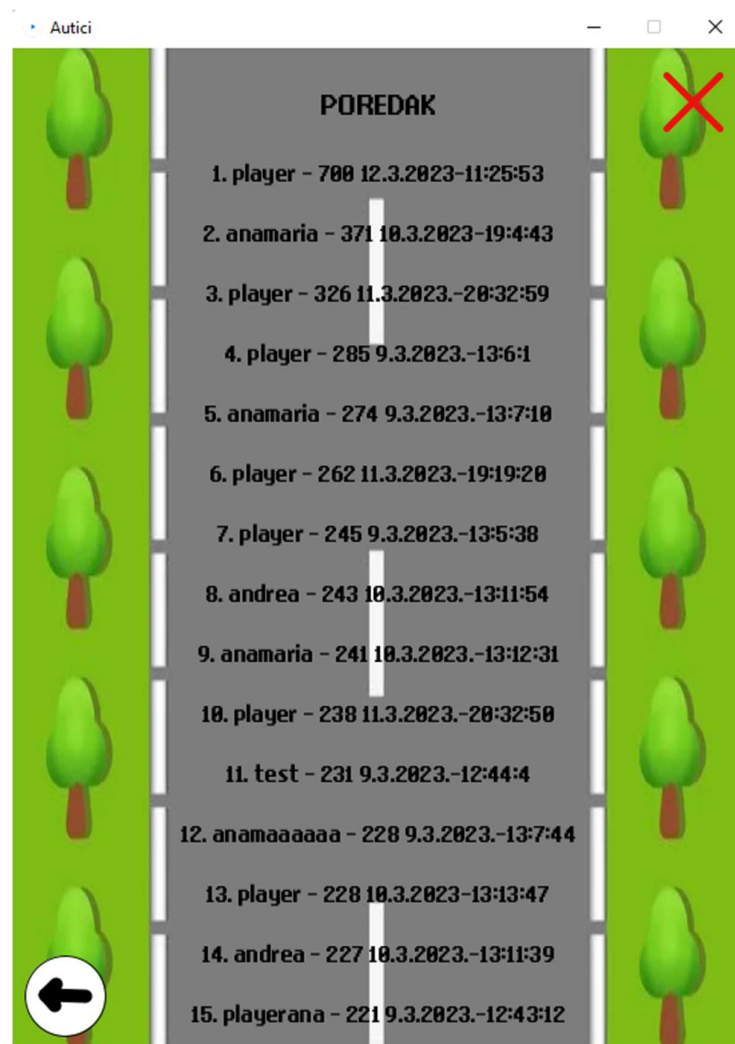 Autici
POREDAK
1. player - 700 12.3.2023-11:25:53
2. anamaria - 371 10.3.2023-19:4:43
3. player - 326 11.3.2023.-20:32:59
4. player - 285 9.3.2023.-13:6:1
5. anamaria - 274 9.3.2023.-13:7:10
6. player - 262 11.3.2023.-19:19:20
7. player - 245 9.3.2023.-13:5:38
8. andrea - 243 10.3.2023.-13:11:54
9. anamaria - 241 10.3.2023.-13:12:31
10. player - 238 11.3.2023.-20:32:50
11. test - 231 9.3.2023.-12:44:4
12. anamaaaaaa - 228 9.3.2023.-13:7:44
13. player - 228 10.3.2023-13:13:47
14. andrea - 227 10.3.2023.-13:11:39
15. playerana - 221 9.3.2023.-12:43:12